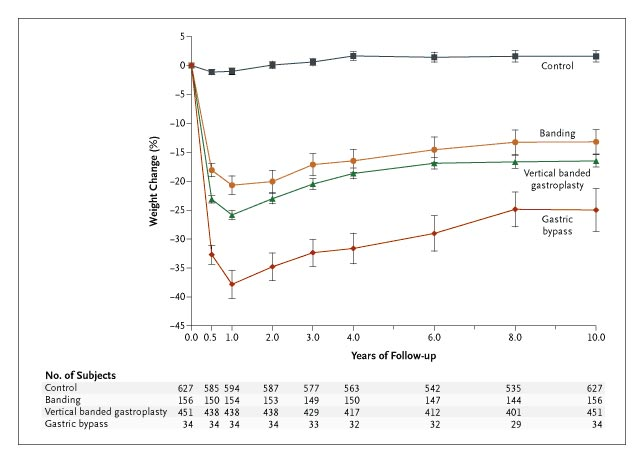 5
0
−5
−10
−15
−20
−25
−30
−35
−40
−45
Weight Change (%)
Control
Banding
Vertical banded
gastroplasty
Gastric
bypass
0.0 0.5 1.0 2.0 3.0 4.0 6.0 8.0 10.0
Years of Follow-up
No. of Subjects
Control 627 585 594 587 577 563 542 535 627
Banding 156 150 154 153 149 150 147 144 156
Vertical banded gastroplasty 451 438 438 438 429 417 412 401 451
Gastric bypass 34 34 34 34 33 32 32 29 34